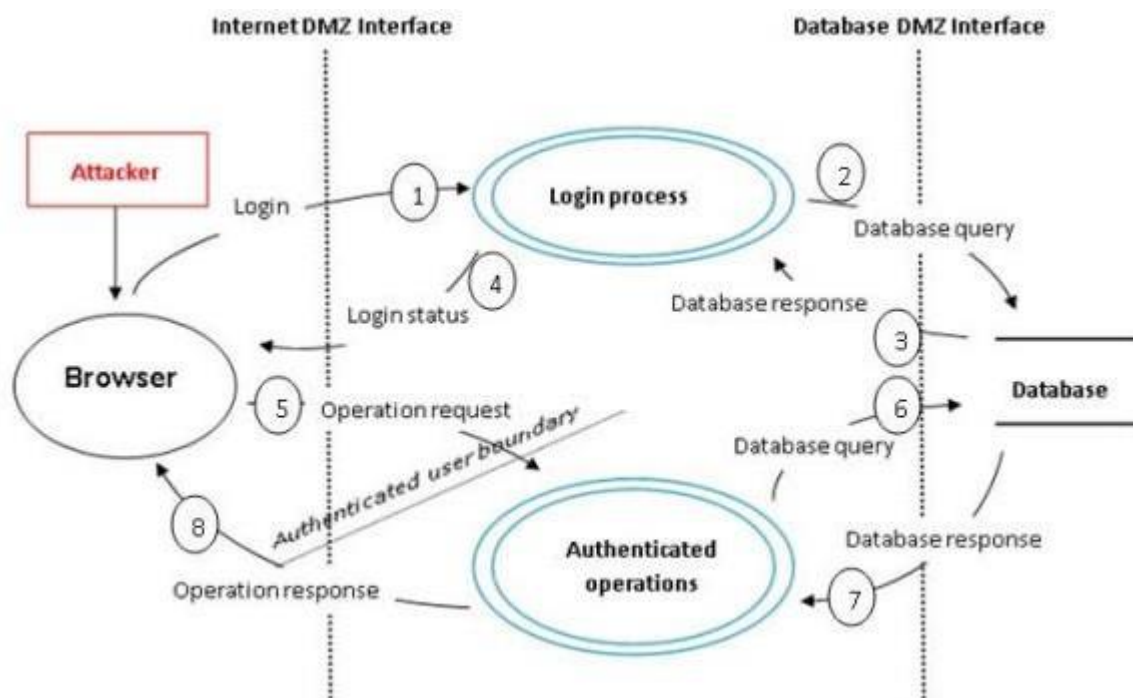 Internet DMZ Interface
Database DMZ Interface
Attacker
Login
1
Login process
2
Database query
4
Login status
Database response
3
Browser
5
Operation request
Authenticated user boundary
6
Database query
Database
8
Operation response
Authenticated
operations
Database response
7